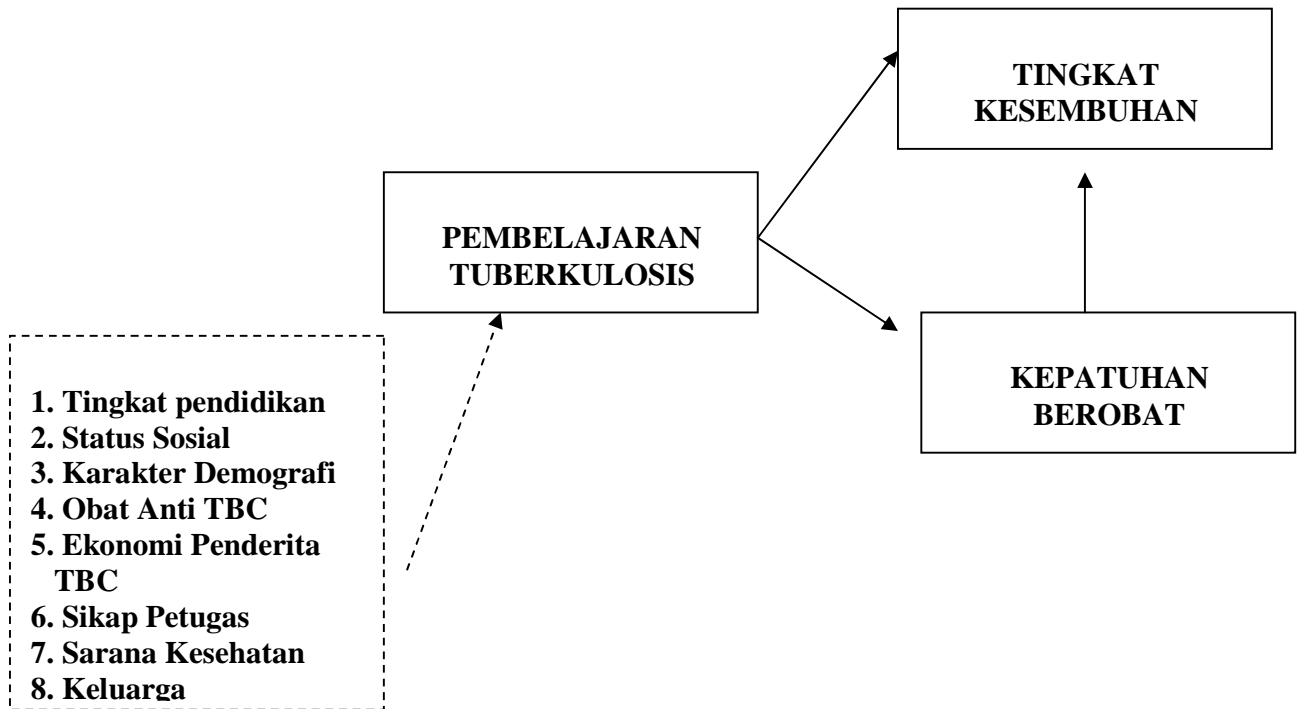 TINGKAT
KESEMBUHAN
PEMBELAJARAN
TUBERKULOSIS
KEPATUHAN
BEROBAT
1. Tingkat pendidikan
2. Status Sosial
3. Karakter Demografi
4. Obat Anti TBC
5. Ekonomi Penderita
TBC
6. Sikap Petugas
7. Sarana Kesehatan
8. Keluarga